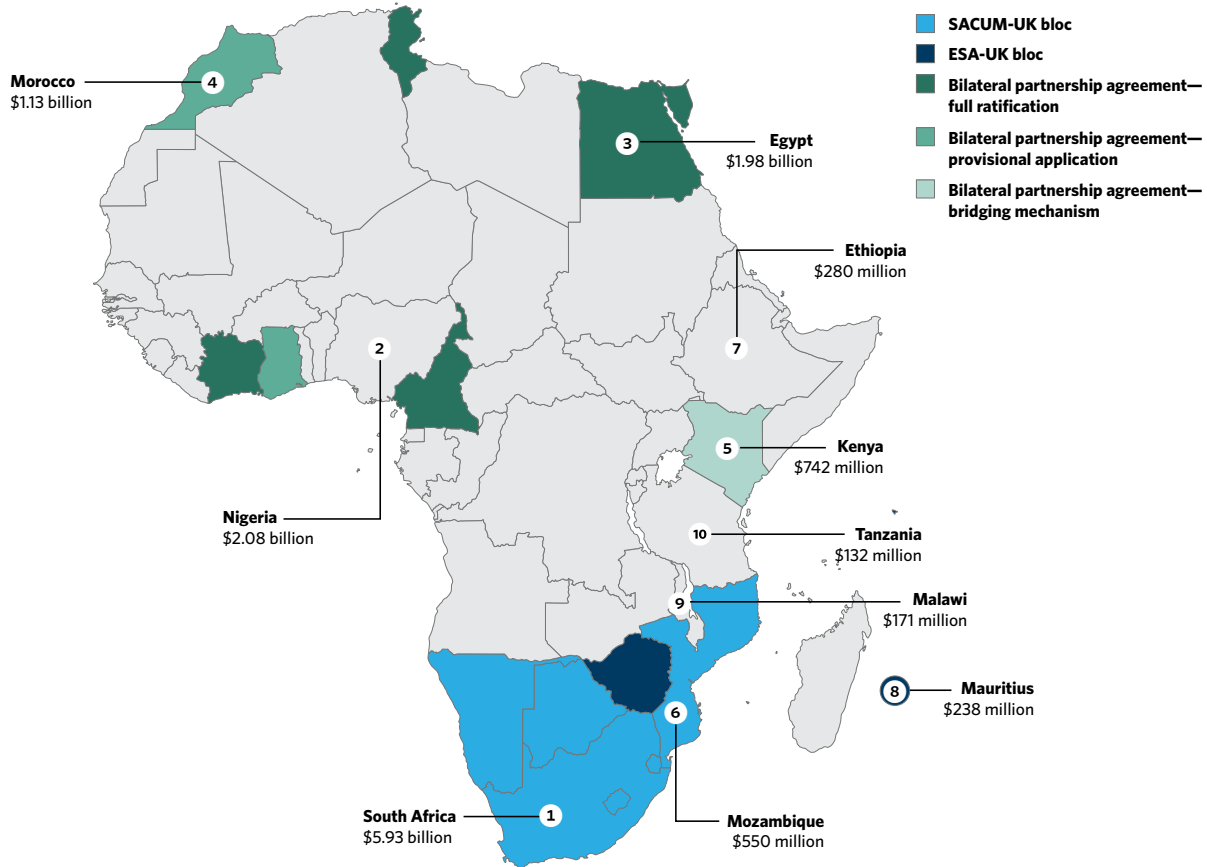 SACUM-UK bloc
ESA-UK bloc
Bilateral partnership agreement—
full ratification
Bilateral partnership agreement—
provisional application
Bilateral partnership agreement—
bridging mechanism
Morocco
$1.13 billion
4
3
Egypt
$1.98 billion
Ethiopia
$280 million
7
2
Nigeria
$2.08 billion
5
Kenya
$742 million
10
Tanzania
$132 million
9
Malawi
$171 million
8
Mauritius
$238 million
6
Mozambique
$550 million
South Africa
$5.93 billion
1